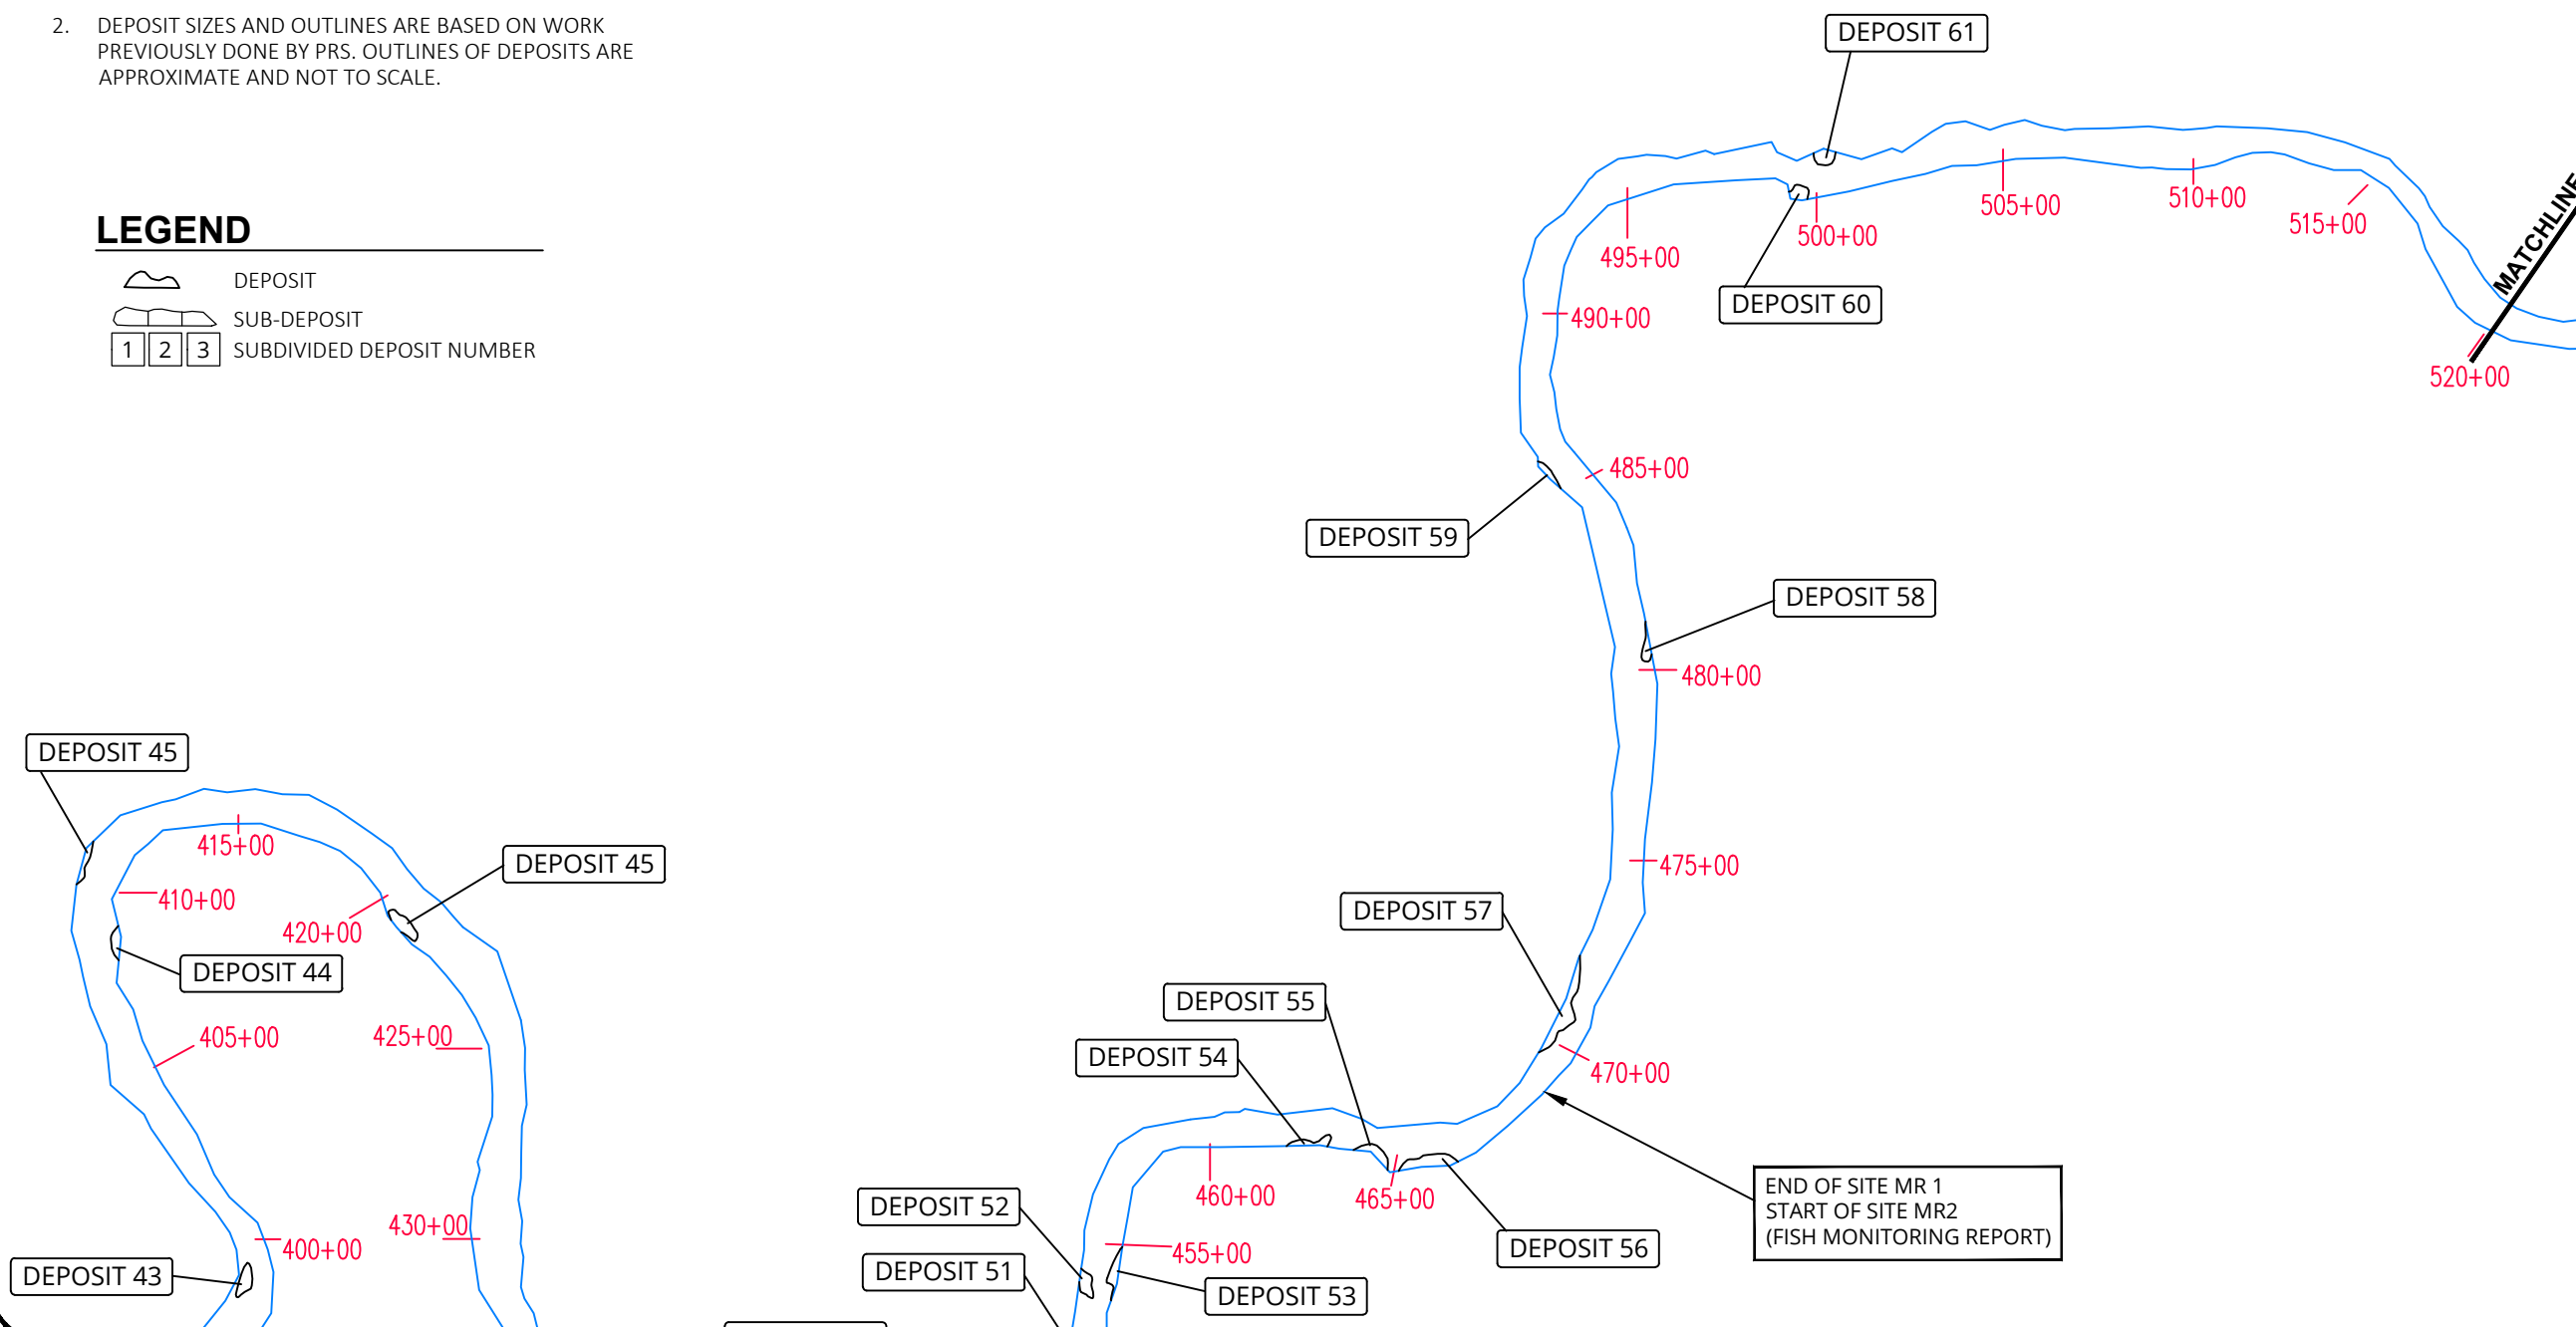 2. DEPOSIT SIZES AND OUTLINES ARE BASED ON WORK
PREVIOUSLY DONE BY PRS. OUTLINES OF DEPOSITS ARE
APPROXIMATE AND NOT TO SCALE.
LEGEND
DEPOSIT
SUB-DEPOSIT
1 2 3 SUBDIVIDED DEPOSIT NUMBER
DEPOSIT 61
505+00
510+00
515+00
500+00
495+00
MATCHLINE
DEPOSIT 60
490+00
520+00
485+00
DEPOSIT 59
DEPOSIT 58
480+00
DEPOSIT 45
415+00
DEPOSIT 45
410+00
420+00
DEPOSIT 44
405+00
425+00
430+00
400+00
DEPOSIT 43
475+00
DEPOSIT 57
DEPOSIT 55
DEPOSIT 54
470+00
460+00
465+00
DEPOSIT 52
455+00
DEPOSIT 56
DEPOSIT 51
DEPOSIT 53
END OF SITE MR 1
START OF SITE MR2
(FISH MONITORING REPORT)